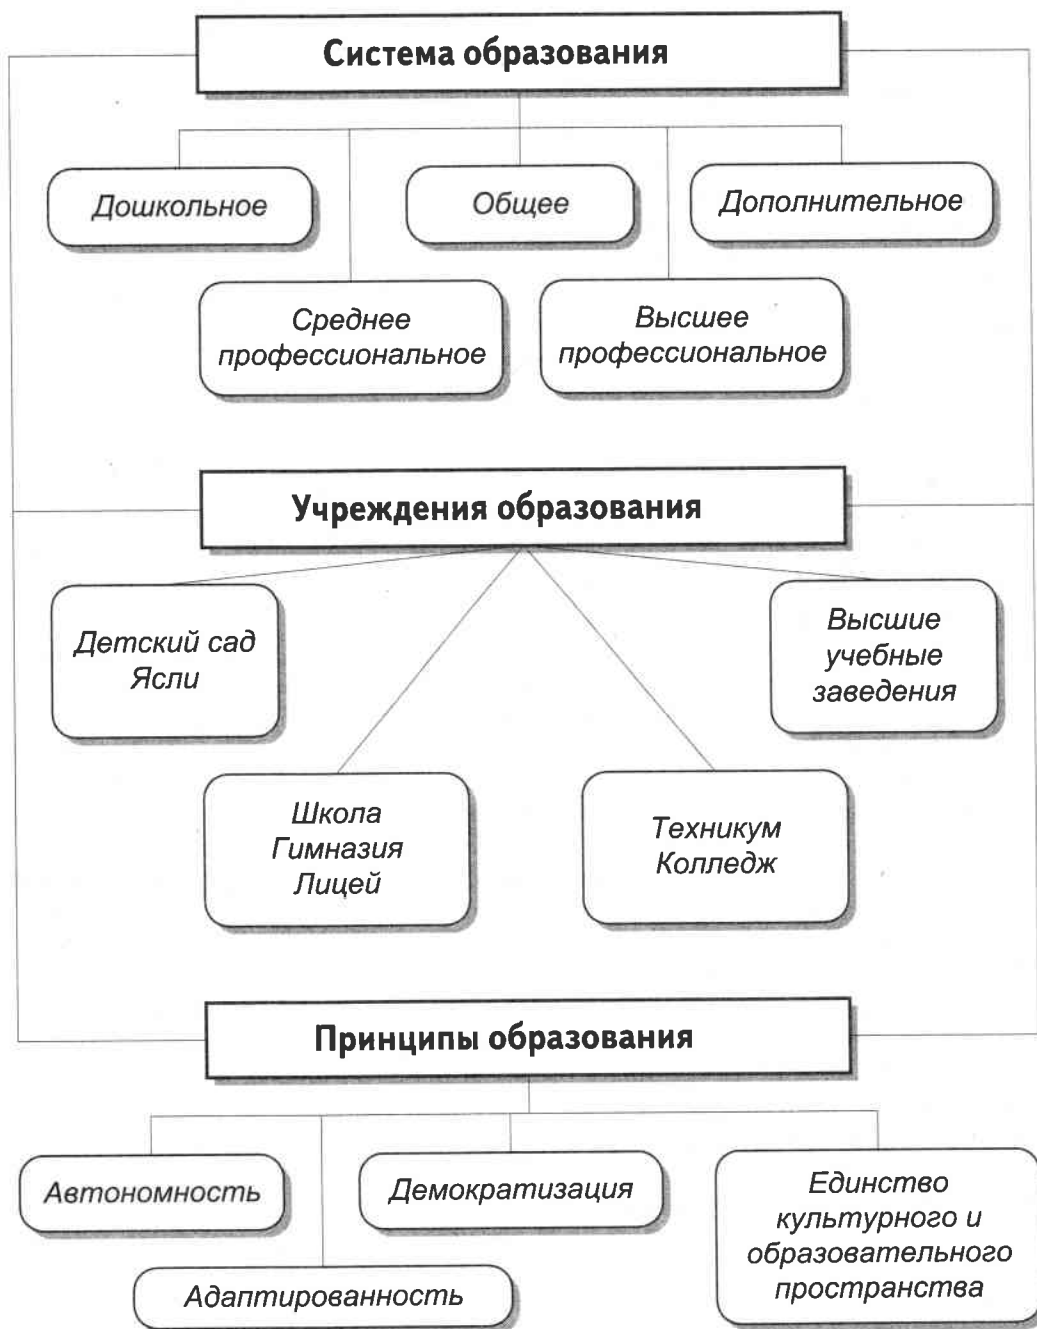 Система образования
Дошкольное
Общее
Дополнительное
Среднее
профессиональное
Высшее
профессиональное
Учреждения образования
Детский сад
Ясли
Высшие
учебные
заведения
Школа
Гимназия
Лицей
Техникум
Колледж
Принципы образования
Автономность
Демократизация
Единство
культурного и
образовательного
пространства
Адаптированность